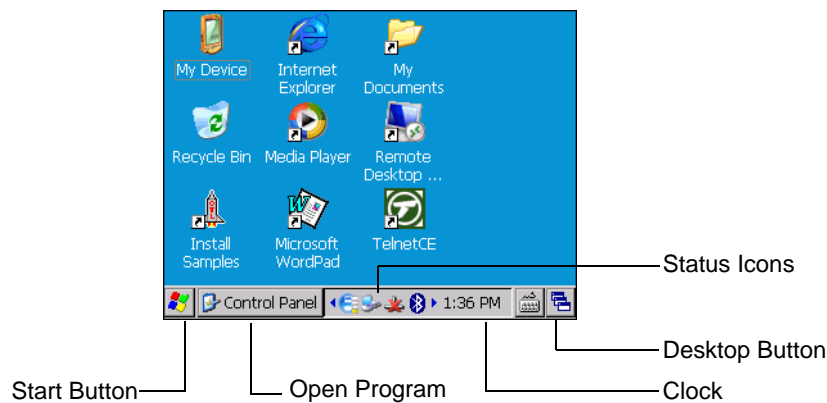 My Device
Internet
Explorer
My
Documents
Recycle Bin
Media Player
Remote
Desktop ...
Install
Samples
Microsoft
WordPad
TelnetCE
Control Panel
1:36 PM
Status Icons
Desktop Button
Start Button
Open Program
Clock